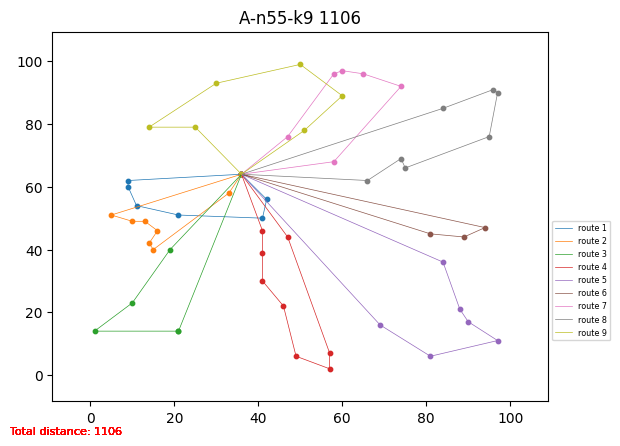 A-n55-k9 1106
100
80
60
40
20
0
0 20 40 60 80 100
route 1
route 2
route 3
route 4
route 5
route 6
route 7
route 8
route 9
Total distance: 1106